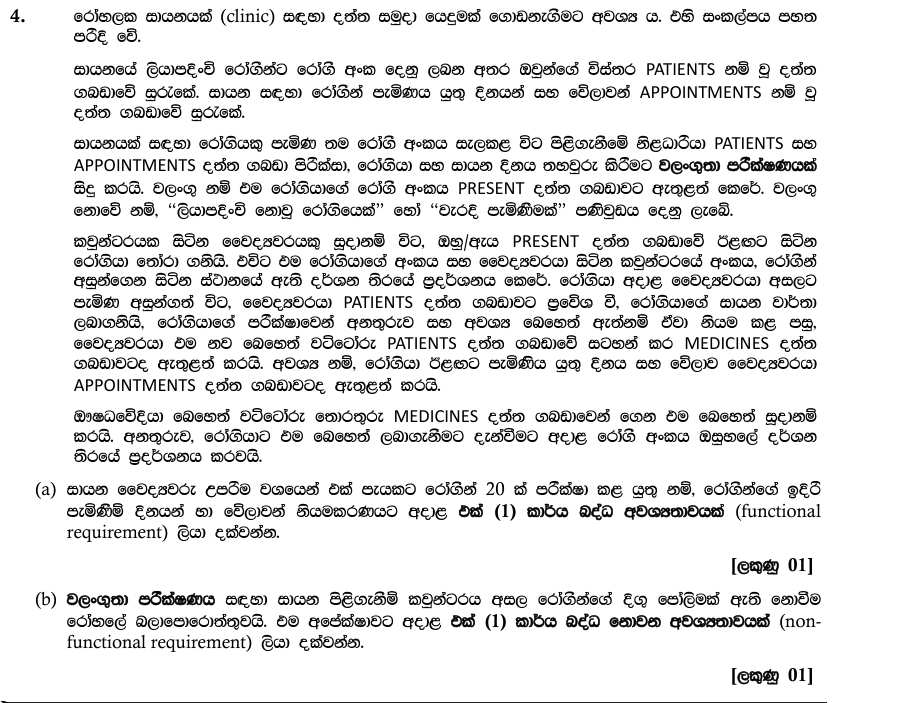 4. රෝහලක සායනයක් (clinic) සඳහා දත්ත සමුදා යෙදුමක් ගොඩනැගීමට අවශ්‍ය ය. එහි සංකල්පය පහත
පරිදි වේ.
සායනයේ ලියාපදිංචි රෝගීන්ට රෝගී අංක දෙනු ලබන අතර ඔවුන්ගේ විස්තර PATIENTS නම් වූ දත්ත
ගබඩාවේ සුරැකේ. සායන සඳහා රෝගීන් පැමිණිය යුතු දිනයන් සහ වේලාවන් APPOINTMENTS නම් වූ
දත්ත ගබඩාවේ සුරැකේ.
සායනයක් සඳහා රෝගියකු පැමිණ තම රෝගී අංකය සැලකළ විට පිළිගැනීමේ නිළධාරියා PATIENTS සහ
APPOINTMENTS දත්ත ගබඩා පිරික්සා, රෝගියා සහ සායන දිනය තහවුරු කිරීමට වලංගුතා පරීක්ෂණයක්
සිදු කරයි. වලංගු නම් එම රෝගියාගේ රෝගී අංකය PRESENT දත්ත ගබඩාවට ඇතුළත් කෙරේ. වලංගු
නොවේ නම්, “ලියාපදිංචි නොවූ රෝගියෙක්” හෝ “වැරදි පැමිණීමක්” පණිවුඩය දෙනු ලැබේ.
කවුන්ටරයක සිටින වෛද්‍යවරයකු සූදානම් විට, ඔහු/ඇය PRESENT දත්ත ගබඩාවේ ඊළඟට සිටින
රෝගියා තෝරා ගනියි. එවිට එම රෝගියාගේ අංකය සහ වෛද්‍යවරයා සිටින කවුන්ටරයේ අංකය, රෝගීන්
අසුන්ගෙන සිටින ස්ථානයේ ඇති දර්ශන තිරයේ ප්‍රදර්ශනය කෙරේ. රෝගියා අදාළ වෛද්‍යවරයා අසලට
පැමිණ අසුන්ගත් විට, වෛද්‍යවරයා PATIENTS දත්ත ගබඩාවට ප්‍රවේශ වී, රෝගියාගේ සායන වාර්තා
ලබාගනියි, රෝගියාගේ පරීක්ෂාවෙන් අනතුරුව සහ අවශ්‍ය බෙහෙත් ඇත්නම් ඒවා නියම කළ පසු,
වෛද්‍යවරයා එම නව බෙහෙත් වට්ටෝරු PATIENTS දත්ත ගබඩාවේ සටහන් කර MEDICINES දත්ත
ගබඩාවටද ඇතුළත් කරයි. අවශ්‍ය නම්, රෝගියා ඊළඟට පැමිණිය යුතු දිනය සහ වේලාව වෛද්‍යවරයා
APPOINTMENTS දත්ත ගබඩාවටද ඇතුළත් කරයි.
ඖෂධවේදියා බෙහෙත් වට්ටෝරු තොරතුරු MEDICINES දත්ත ගබඩාවෙන් ගෙන එම බෙහෙත් සූදානම්
කරයි. අනතුරුව, රෝගියාට එම බෙහෙත් ලබාගැනීමට දැන්වීමට අදාළ රෝගී අංකය ඔසුහලේ දර්ශන
තිරයේ ප්‍රදර්ශනය කරවයි.
(a) සායන වෛද්‍යවරු උපරිම වශයෙන් එක් පැයකට රෝගීන් 20 ක් පරීක්ෂා කළ යුතු නම්, රෝගීන්ගේ ඉදිරි
පැමිණීම් දිනයන් හා වේලාවන් නියමකරණයට අදාළ එක් (1) කාර්ය බද්ධ අවශ්‍යතාවයක් (functional
requirement) ලියා දක්වන්න.
[ලකුණු 01]
(b) වලංගුතා පරීක්ෂණය සඳහා සායන පිළිගැනීම් කවුන්ටරය අසල රෝගීන්ගේ දිගු පෝලිමක් ඇති නොවීම
රෝහලේ බලාපොරොත්තුවයි. එම අපේක්ෂාවට අදාළ එක් (1) කාර්ය බද්ධ නොවන අවශ්‍යතාවයක් (non-
functional requirement) ලියා දක්වන්න.
[ලකුණු 01]